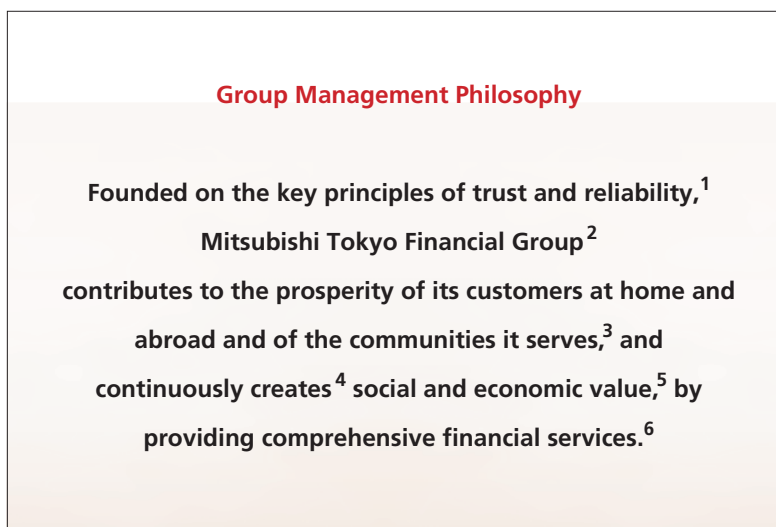 Group Management Philosophy
Founded on the key principles of trust and reliability,1
Mitsubishi Tokyo Financial Group2
contributes to the prosperity of its customers at home and
abroad and of the communities it serves,3 and
continuously creates4 social and economic value,5 by
providing comprehensive financial services.6